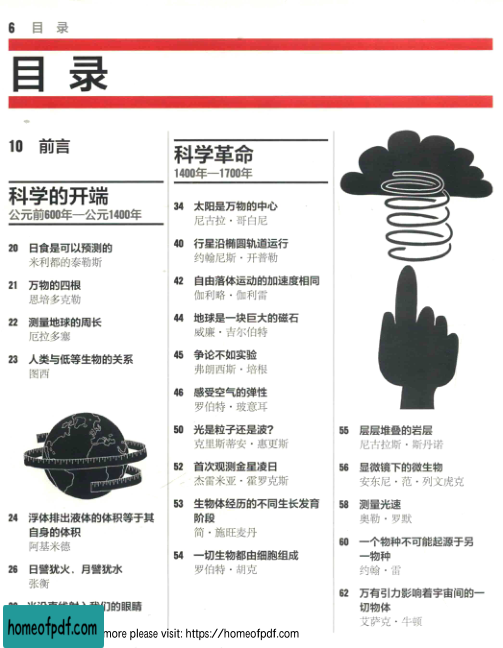 6 目 录
目 录
10 前言
科学的开端
公元前600年—公元1400年
20 日食是可以预测的
米利都的泰勒斯
21 万物的四根
恩培多克勒
22 测量地球的周长
厄拉多塞
23 人类与低等生物的关系
图西
24 浮体排出液体的体积等于其
自身的体积
阿基米德
26 日譬犹火,月譬犹水
张衡
们的眼睛
科学革命
1400年—1700年
34 太阳是万物的中心
尼古拉·哥白尼
40 行星沿椭圆轨道运行
约翰尼斯·开普勒
42 自由落体运动的加速度相同
伽利略·伽利雷
44 地球是一块巨大的磁石
威廉·吉尔伯特
45 争论不如实验
弗朗西斯·培根
46 感受空气的弹性
罗伯特·玻意耳
50 光是粒子还是波?
克里斯蒂安·惠更斯
52 首次观测金星凌日
杰雷米亚·霍罗克斯
53 生物体经历的不同生长发育
阶段
简·施旺麦丹
54 一切生物都由细胞组成
罗伯特·胡克
55 层层堆叠的岩层
尼古拉斯·斯丹诺
56 显微镜下的微生物
安东尼·范·列文虎克
58 测量光速
奥勒·罗默
60 一个物种不可能起源于另
一物种
约翰·雷
62 万有引力影响着宇宙间的一
切物体
艾萨克·牛顿
homeofpdf.com
more please visit: https://homeofpdf.com